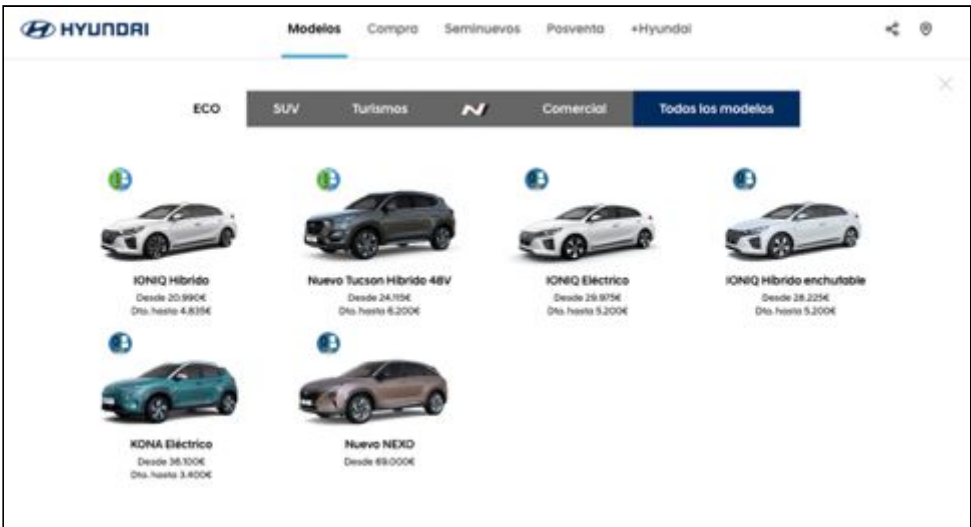 HYUNDAI
Modelos Compra Seminuevos Posventa +Hyundai
ECO SUV Turismos N Comercial Todos los modelos
IONIQ Híbrido
Desde 20.990€
Dto. hasta 4.835€
Nuevo Tucson Híbrido 48V
Desde 24.115€
Dto. hasta 6.200€
IONIQ Eléctrico
Desde 29.975€
Dto. hasta 5.200€
IONIQ Híbrido enchufable
Desde 28.225€
Dto. hasta 5.200€
KONA Eléctrico
Desde 36.100€
Dto. hasta 3.400€
Nuevo NEXO
Desde 69.000€